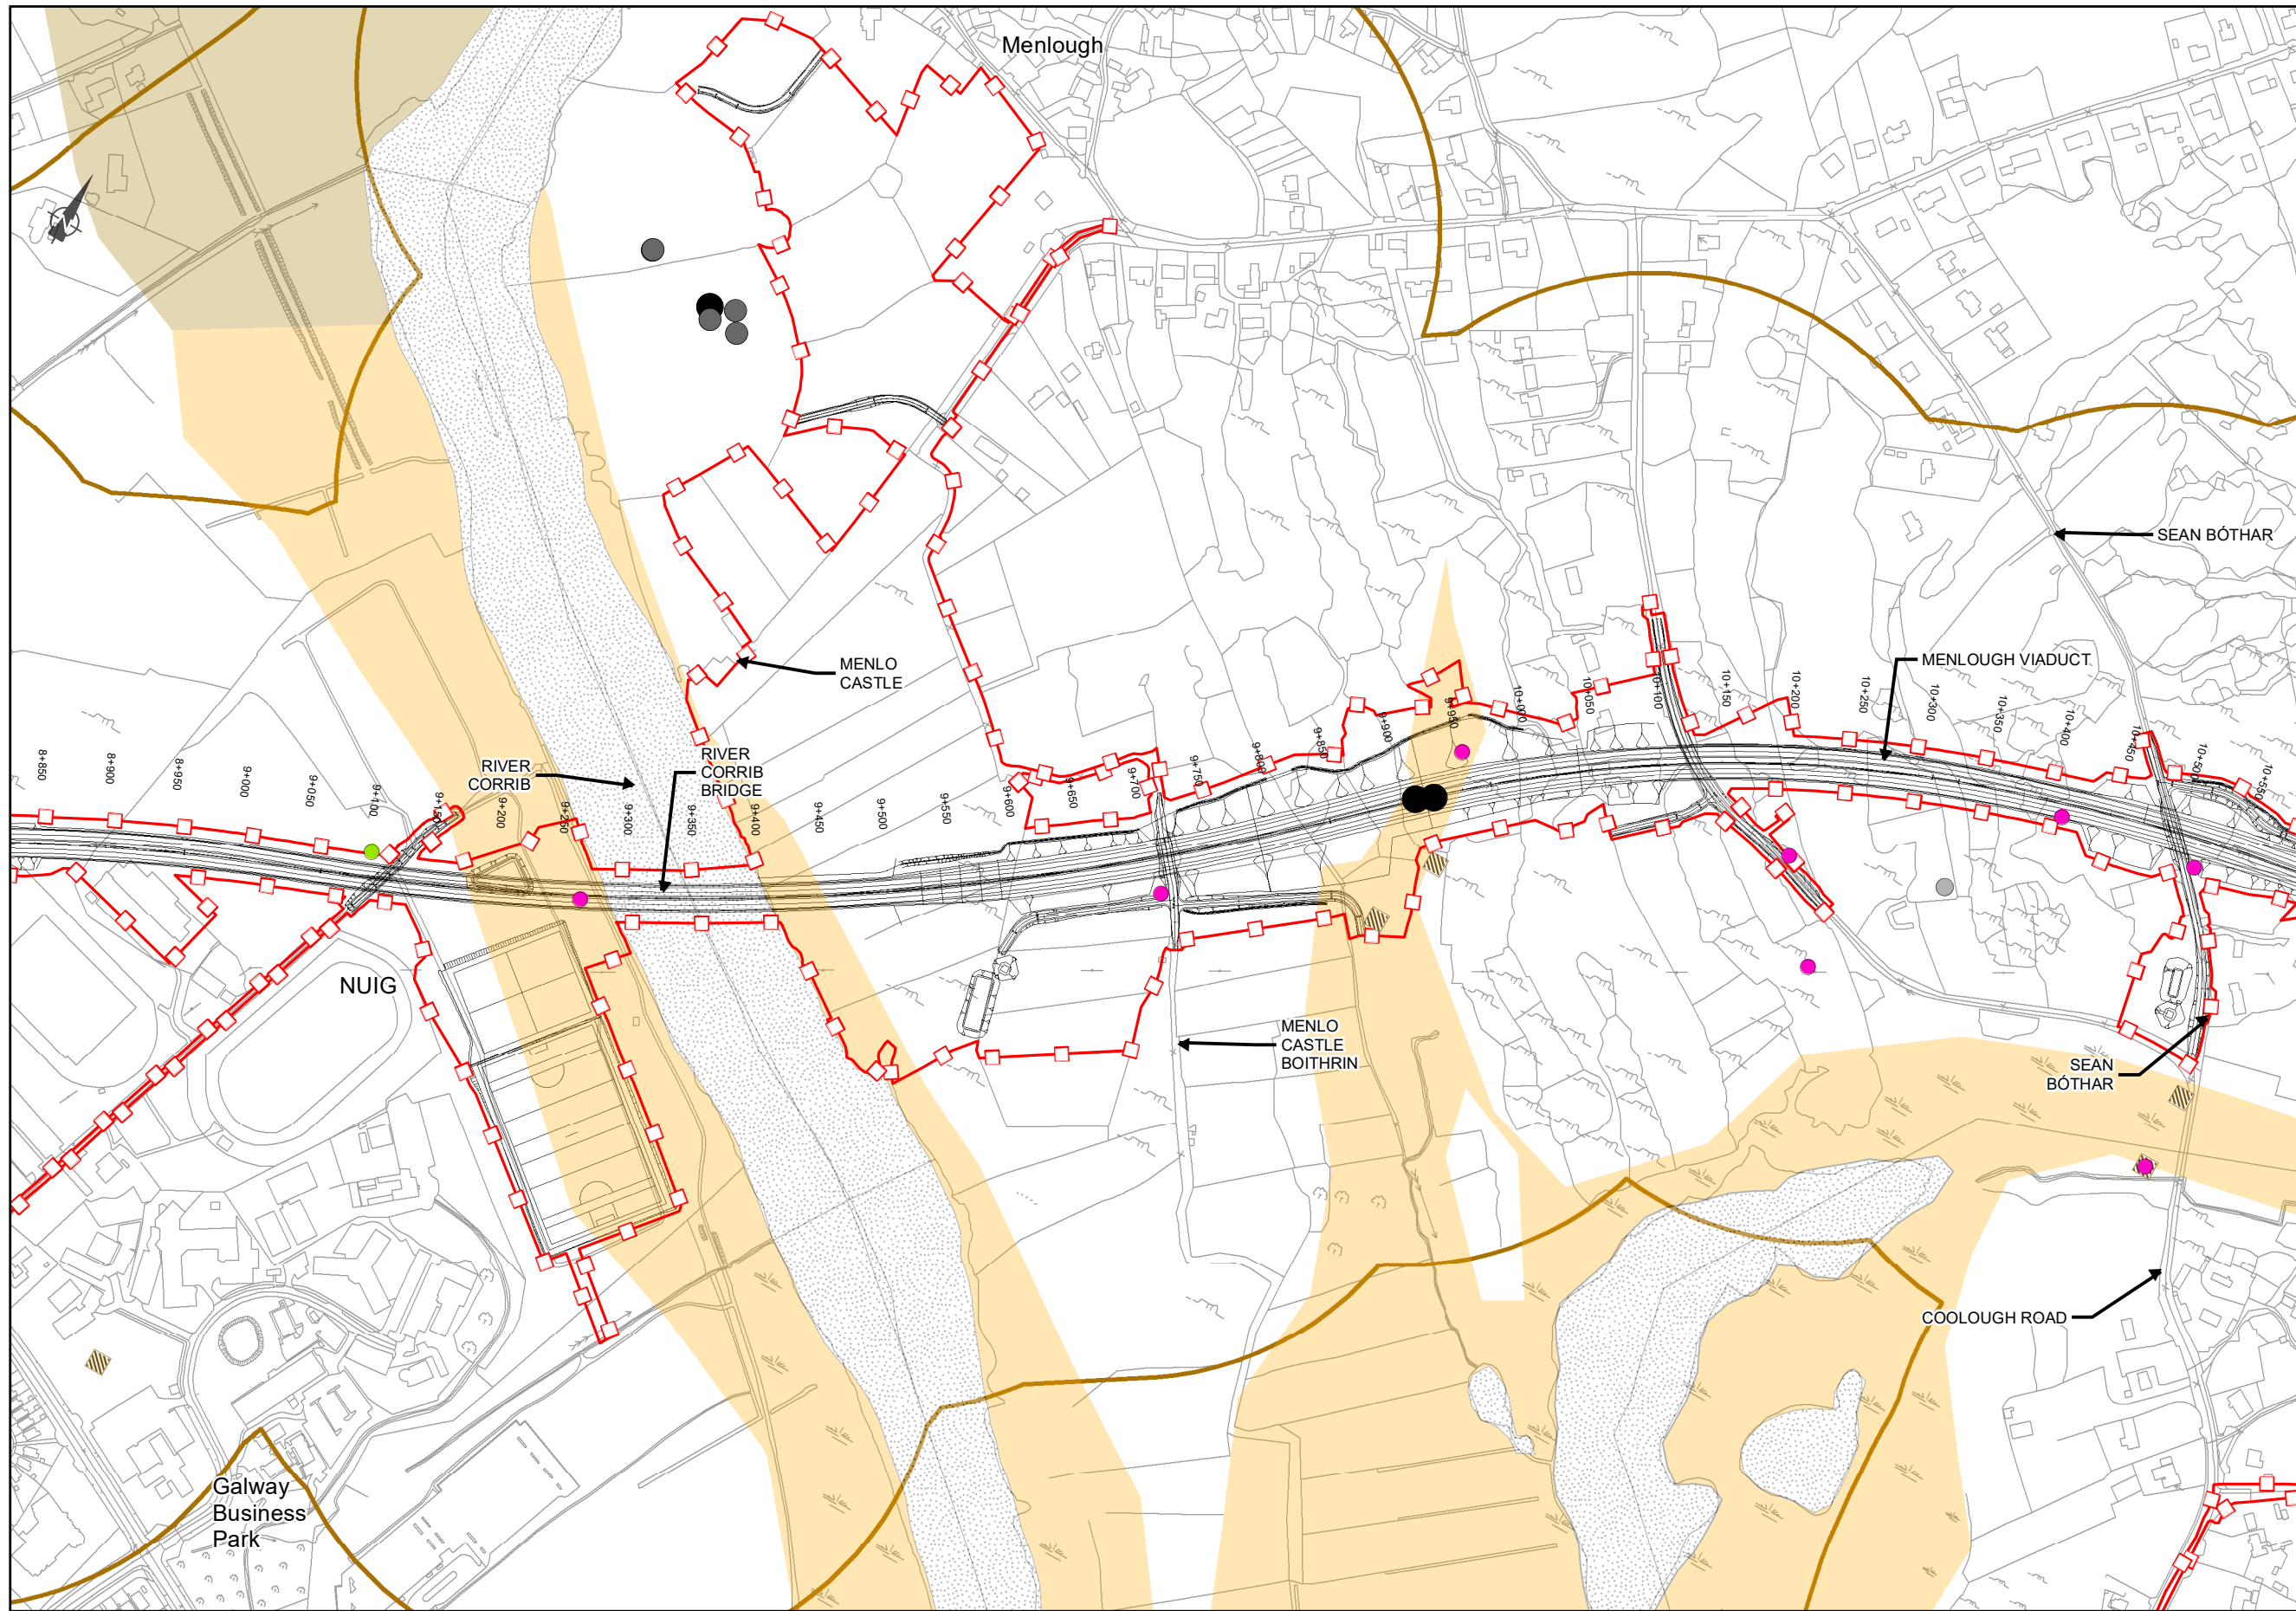 Menlough
N
SEAN BÓTHAR
MENLO
CASTLE
MENLOUGH VIADUCT
RIVER
CORRIB
RIVER
CORRIB
BRIDGE
8+850
8+900
8+950
9+000
9+050
9+100
9+150
9+200
9+250
9+300
9+350
9+400
9+450
9+500
9+550
9+600
9+650
9+700
9+750
9+800
9+850
9+900
9+950
10+000
10+050
10+100
10+150
10+200
10+250
10+300
10+350
10+400
10+450
10+500
10+550
NUIG
MENLO
CASTLE
BOITHRIN
SEAN
BÓTHAR
COOLOUGH ROAD
Galway
Business
Park